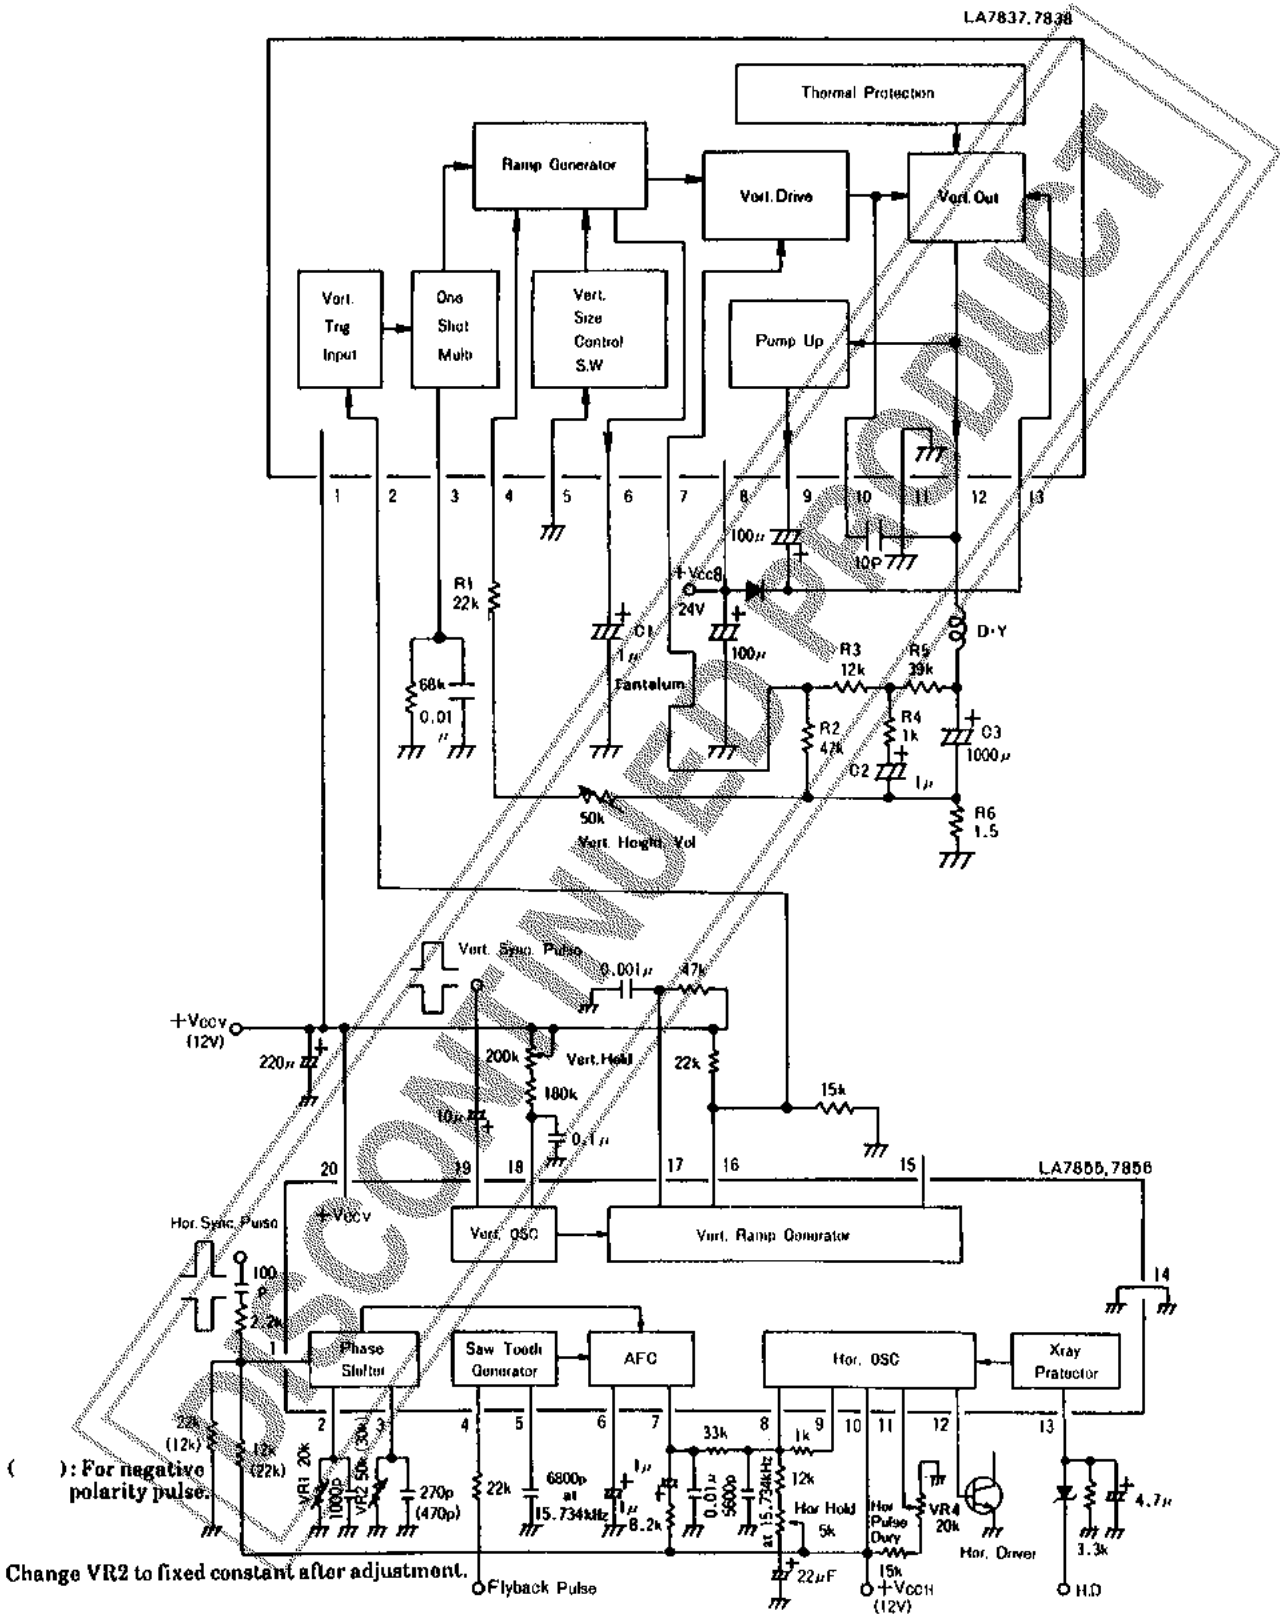 LA7837,7838
Thermal Protection
Ramp Generator
Vert. Drive
Vert. Out
Vert.
Trig
Input
One
Shot
Multi
Vert.
Size
Control
S.W
Pump Up
1 2 3 4 5 6 7 8 9 10 11 12 13
100μ
+
10P
R1
22k
+Vcc8
24V
+
C1
1μ
Tantalum
+
100μ
D·Y
R3
12k
R5
39k
68k
0.01
μ
R2
47k
R4
1k
+
C2
1μ
+
C3
1000μ
50k
Vert. Height, Vol
R6
1.5
Vert. Sync. Pulse
0.001μ
47k
+VCCV
(12V)
220μ
+
200k
Vert. Hold
22k
180k
15k
10μ
+
0.1μ
20 19 18 17 16 15
LA7855,7856
+VCCV
Hor. Sync. Pulse
Vert. OSC
Vert. Ramp Generator
100
P
2.2k
14
1
Phase
Shifter
Saw Tooth
Generator
AFC
Hor. OSC
Xray
Pratector
2 3 4 5 6 7 8 9 10 11 12 13
22k
(12k)
12k
(22k)
( ): For negative
polarity pulse.
VR1 20k
1000p
VR2 50k (30k)
270p
(470p)
22k
6800p
at
15.734kHz
+
1μ
1μ
+
8.2k
33k
0.01μ
5600p
at 15.734kHz
1k
12k
Hor Hold
5k
+
22μF
Hor
Pulse
Duty
VR4
20k
15k
Hor. Driver
+
4.7μ
3.3k
Change VR2 to fixed constant after adjustment.
Flyback Pulse
+VCCH
(12V)
H.D
DISCONTINUED PRODUCT